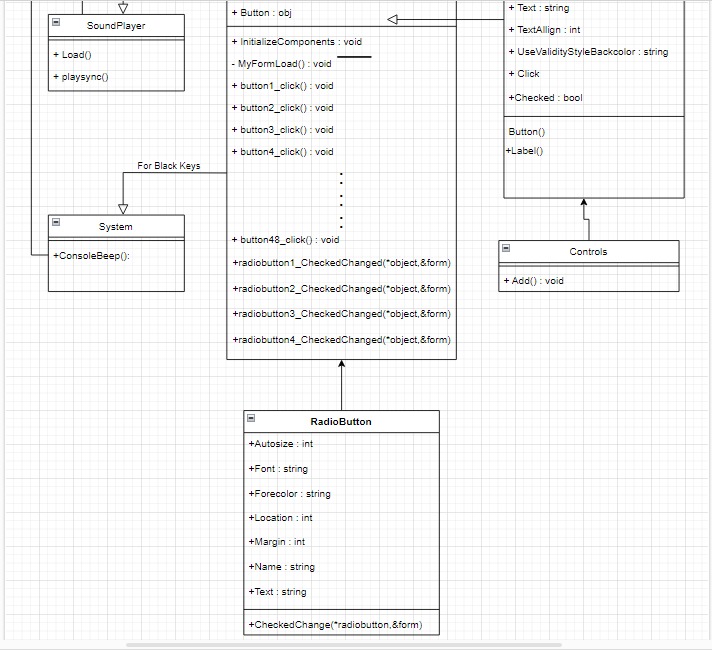 SoundPlayer
+ Load()
+ playsync()
For Black Keys
System
+ConsoleBeep():
+ Button : obj
+ InitializeComponents : void
- MyFormLoad() : void
+ button1_click() : void
+ button2_click() : void
+ button3_click() : void
+ button4_click() : void
+ button48_click() : void
+radiobutton1_CheckedChanged(*object,&form)
+radiobutton2_CheckedChanged(*object,&form)
+radiobutton3_CheckedChanged(*object,&form)
+radiobutton4_CheckedChanged(*object,&form)
+ Text : string
+ TextAllign : int
+ UseValidityStyleBackcolor : string
+ Click
+Checked : bool
Button()
+Label()
Controls
+ Add() : void
RadioButton
+Autosize : int
+Font : string
+Forecolor : string
+Location : int
+Margin : int
+Name : string
+Text : string
+CheckedChange(*radiobutton,&form)